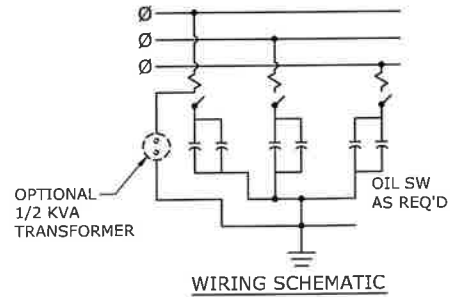 Ø
Ø
Ø
OPTIONAL
1/2 KVA
TRANSFORMER
OIL SW
AS REQ'D
WIRING SCHEMATIC